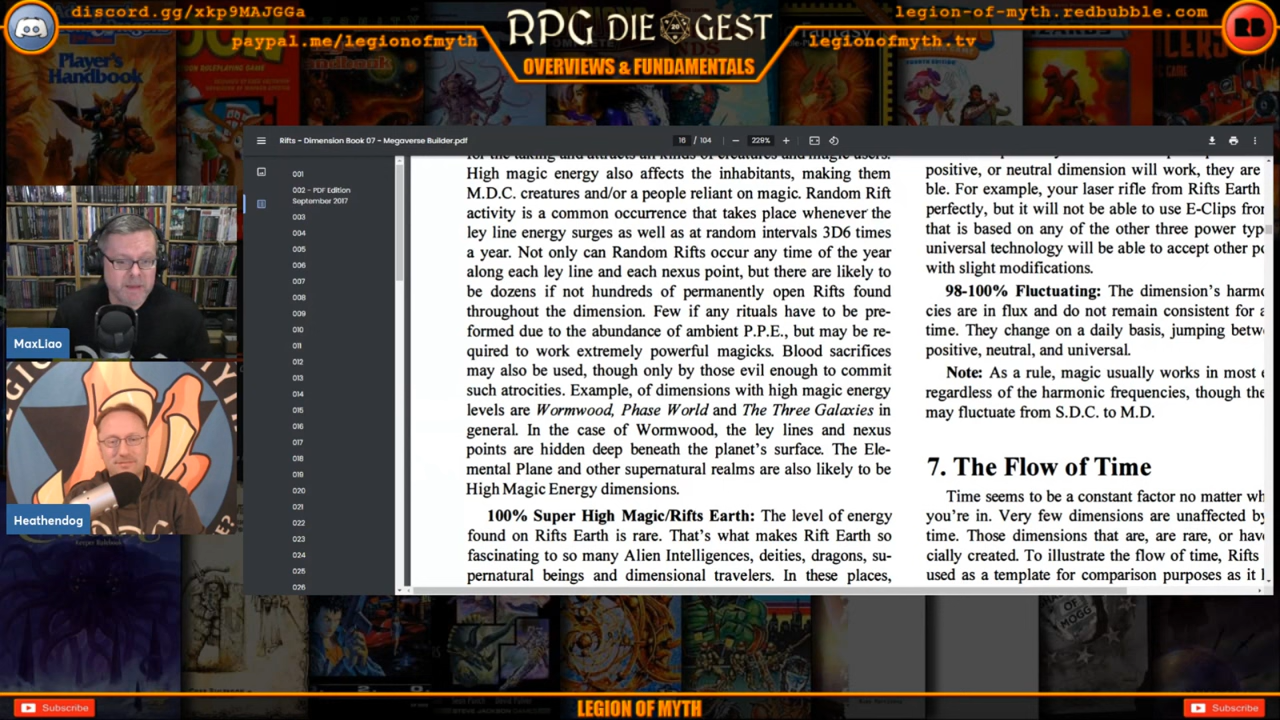 discord.gg/xkp9MAJGGa
paypal.me/legionofmyth
RPG DIE GEST
OVERVIEWS & FUNDAMENTALS
legion-of-myth.redbubble.com
legionofmyth.tv
Player's
Handbook
Rifts - Dimension Book 07 - Megaverse Builder.pdf
16 / 104
229%
001
002 - PDF Edition
September 2017
003
004
005
006
007
008
009
010
011
012
013
014
015
016
017
018
019
020
021
022
023
024
025
026
for the taking and attracts all kinds of creatures and magic users.
High magic energy also affects the inhabitants, making them
M.D.C. creatures and/or a people reliant on magic. Random Rift
activity is a common occurrence that takes place whenever the
ley line energy surges as well as at random intervals 3D6 times
a year. Not only can Random Rifts occur any time of the year
along each ley line and each nexus point, but there are likely to
be dozens if not hundreds of permanently open Rifts found
throughout the dimension. Few if any rituals have to be pre-
formed due to the abundance of ambient P.P.E., but may be re-
quired to work extremely powerful magicks. Blood sacrifices
may also be used, though only by those evil enough to commit
such atrocities. Example, of dimensions with high magic energy
levels are Wormwood, Phase World and The Three Galaxies in
general. In the case of Wormwood, the ley lines and nexus
points are hidden deep beneath the planet's surface. The Ele-
mental Plane and other supernatural realms are also likely to be
High Magic Energy dimensions.
100% Super High Magic/Rifts Earth: The level of energy
found on Rifts Earth is rare. That's what makes Rift Earth so
fascinating to so many Alien Intelligences, deities, dragons, su-
pernatural beings and dimensional travelers. In these places,
positive, or neutral dimension will work, they are
ble. For example, your laser rifle from Rifts Earth
perfectly, but it will not be able to use E-Clips from
that is based on any of the other three power typ
universal technology will be able to accept other po
with slight modifications.
98-100% Fluctuating: The dimension's harmo
cies are in flux and do not remain consistent for a
time. They change on a daily basis, jumping betw
positive, neutral, and universal.
Note: As a rule, magic usually works in most
regardless of the harmonic frequencies, though the
may fluctuate from S.D.C. to M.D.
7. The Flow of Time
Time seems to be a constant factor no matter wh
you're in. Very few dimensions are unaffected by
time. Those dimensions that are, are rare, or have
cially created. To illustrate the flow of time, Rifts
used as a template for comparison purposes as it
MaxLiao
Heathendog
Subscribe
LEGION OF MYTH
Subscribe